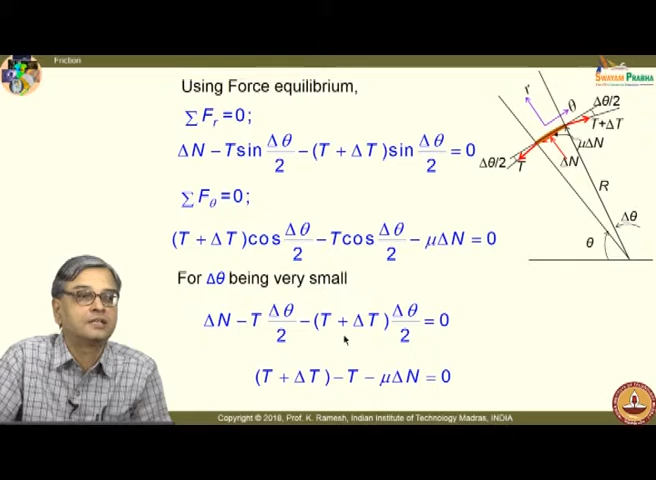 Friction
SWAYAM PRABHA
Using Force equilibrium,
∑ F_r = 0 ;
ΔN − T sin Δθ/2 − (T + ΔT) sin Δθ/2 = 0
∑ F_θ = 0 ;
(T + ΔT) cos Δθ/2 − T cos Δθ/2 − μΔN = 0
For Δθ being very small
ΔN − T Δθ/2 − (T + ΔT) Δθ/2 = 0
(T + ΔT) − T − μΔN = 0
r
θ
Δθ/2
T+ΔT
μΔN
ΔN
Δθ/2
T
R
Δθ
θ
Copyright © 2018, Prof. K. Ramesh, Indian Institute of Technology Madras, INDIA